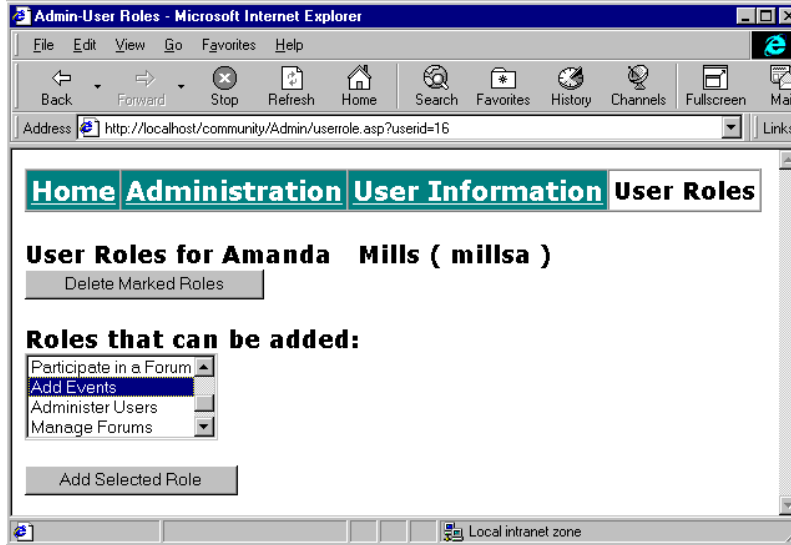 Admin-User Roles - Microsoft Internet Explorer
File Edit View Go Favorites Help
Back Forward Stop Refresh Home Search Favorites History Channels Fullscreen
Address http://localhost/community/Admin/userrole.asp?userid=16 Links
Home Administration User Information User Roles
User Roles for Amanda Mills ( millsa )
Delete Marked Roles
Roles that can be added:
Participate in a Forum
Add Events
Administer Users
Manage Forums
Add Selected Role
Local intranet zone